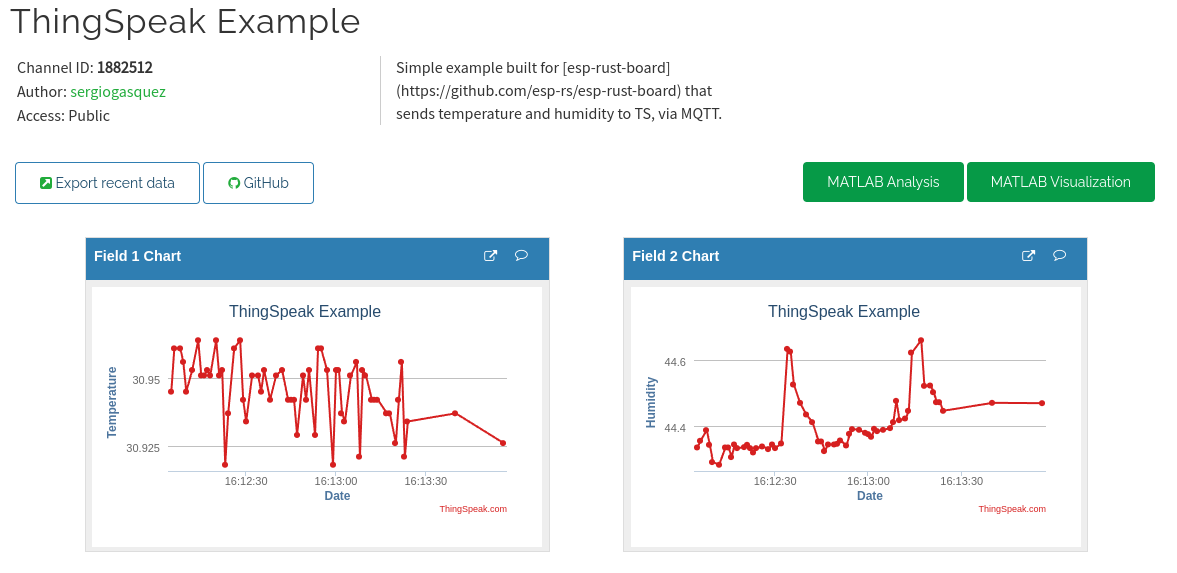 ThingSpeak Example
Channel ID: 1882512
Author: sergiogasquez
Access: Public
Simple example built for [esp-rust-board]
(https://github.com/esp-rs/esp-rust-board) that
sends temperature and humidity to TS, via MQTT.
Export recent data
GitHub
MATLAB Analysis
MATLAB Visualization
Field 1 Chart
ThingSpeak Example
Temperature
30.95
30.925
16:12:30
16:13:00
16:13:30
Date
ThingSpeak.com
Field 2 Chart
ThingSpeak Example
Humidity
44.6
44.4
16:12:30
16:13:00
16:13:30
Date
ThingSpeak.com